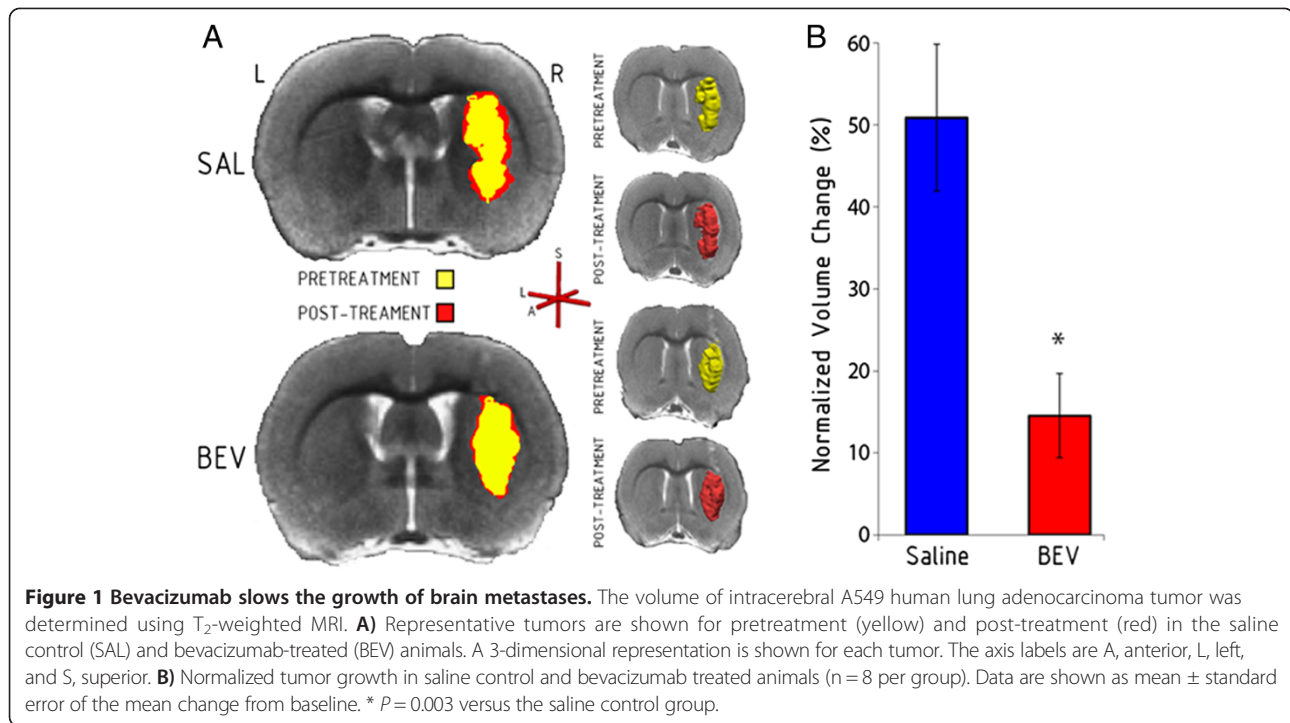 A
L
R
SAL
PRETREATMENT
POST-TREAMENT
BEV
S
L
A
PRETREATMENT
POST-TREATMENT
PRETREATMENT
POST-TREATMENT
B
Normalized Volume Change (%)
60
50
40
30
20
10
0
*
Saline
BEV
Figure 1 Bevacizumab slows the growth of brain metastases. The volume of intracerebral A549 human lung adenocarcinoma tumor was
determined using T₂-weighted MRI. A) Representative tumors are shown for pretreatment (yellow) and post-treatment (red) in the saline
control (SAL) and bevacizumab-treated (BEV) animals. A 3-dimensional representation is shown for each tumor. The axis labels are A, anterior, L, left,
and S, superior. B) Normalized tumor growth in saline control and bevacizumab treated animals (n = 8 per group). Data are shown as mean ± standard
error of the mean change from baseline. * P = 0.003 versus the saline control group.